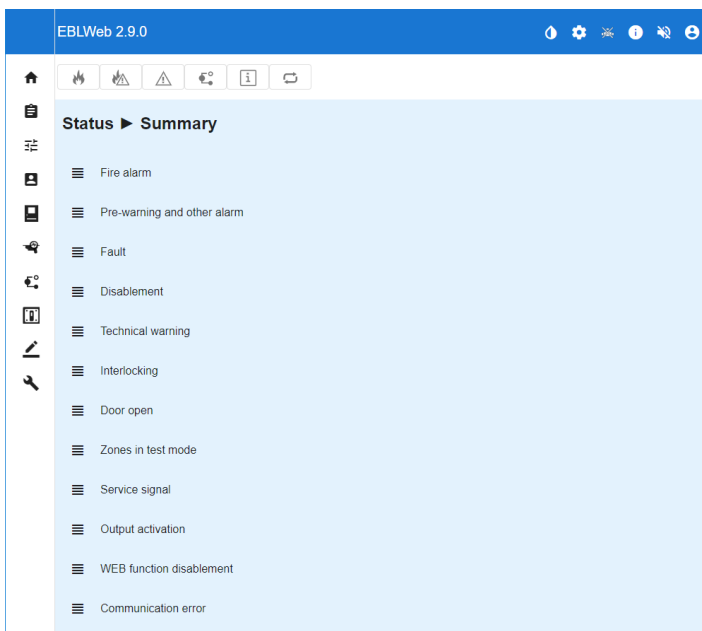 EBLWeb 2.9.0
Status ► Summary
Fire alarm
Pre-warning and other alarm
Fault
Disablement
Technical warning
Interlocking
Door open
Zones in test mode
Service signal
Output activation
WEB function disablement
Communication error